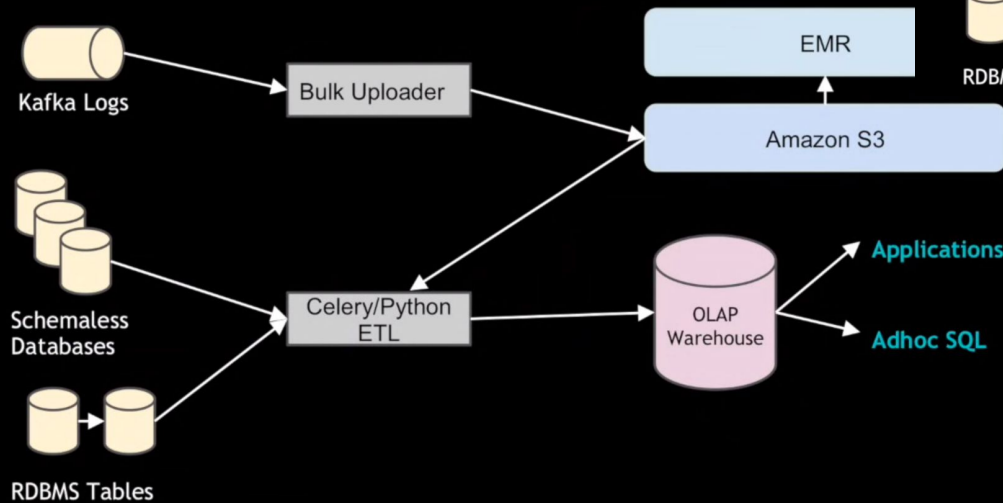 EMR
Kafka Logs
Bulk Uploader
Amazon S3
Schemaless
Databases
Celery/Python
ETL
OLAP
Warehouse
Applications
Adhoc SQL
RDBMS Tables